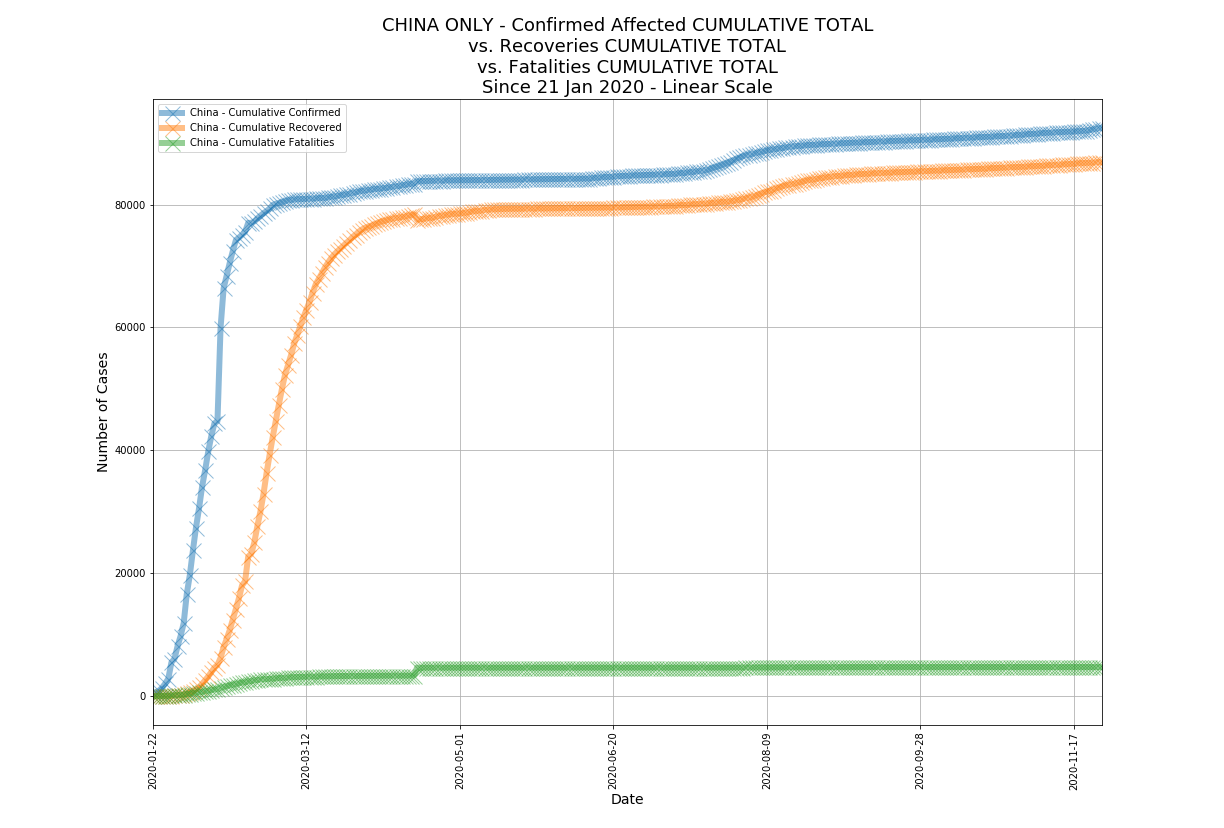 CHINA ONLY - Confirmed Affected CUMULATIVE TOTAL
vs. Recoveries CUMULATIVE TOTAL
vs. Fatalities CUMULATIVE TOTAL
Since 21 Jan 2020 - Linear Scale
China - Cumulative Confirmed
China - Cumulative Recovered
China - Cumulative Fatalities
Number of Cases
80000
60000
40000
20000
0
2020-01-22
2020-03-12
2020-05-01
2020-06-20
2020-08-09
2020-09-28
2020-11-17
Date